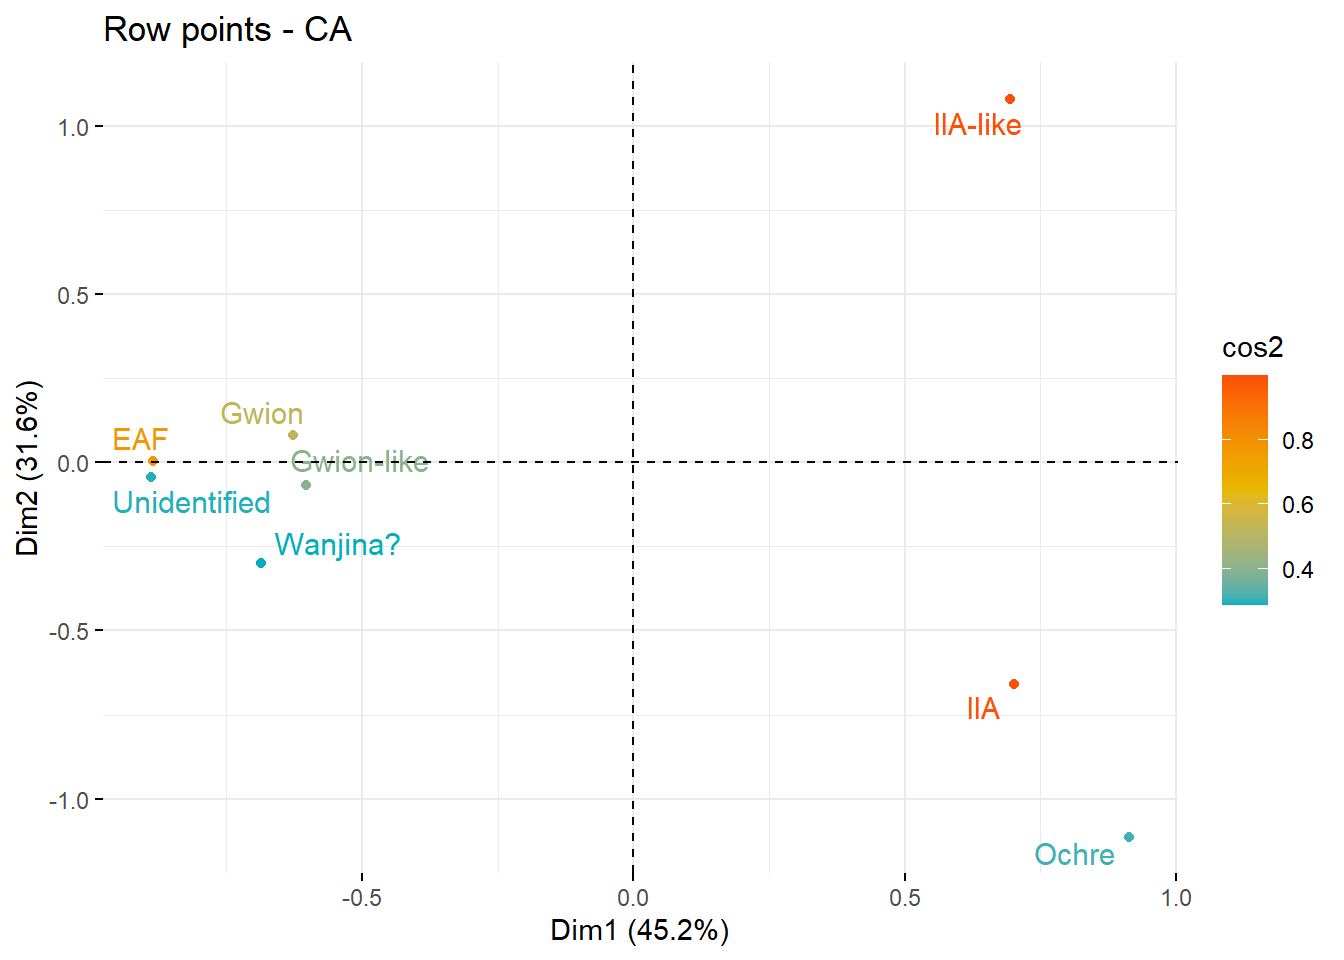 Row points - CA
IIA-like
Gwion
EAF
Gwion-like
Unidentified
Wanjina?
IIA
Ochre
1.0
0.5
0.0
-0.5
-1.0
-0.5
0.0
0.5
1.0
Dim1 (45.2%)
Dim2 (31.6%)
cos2
0.8
0.6
0.4